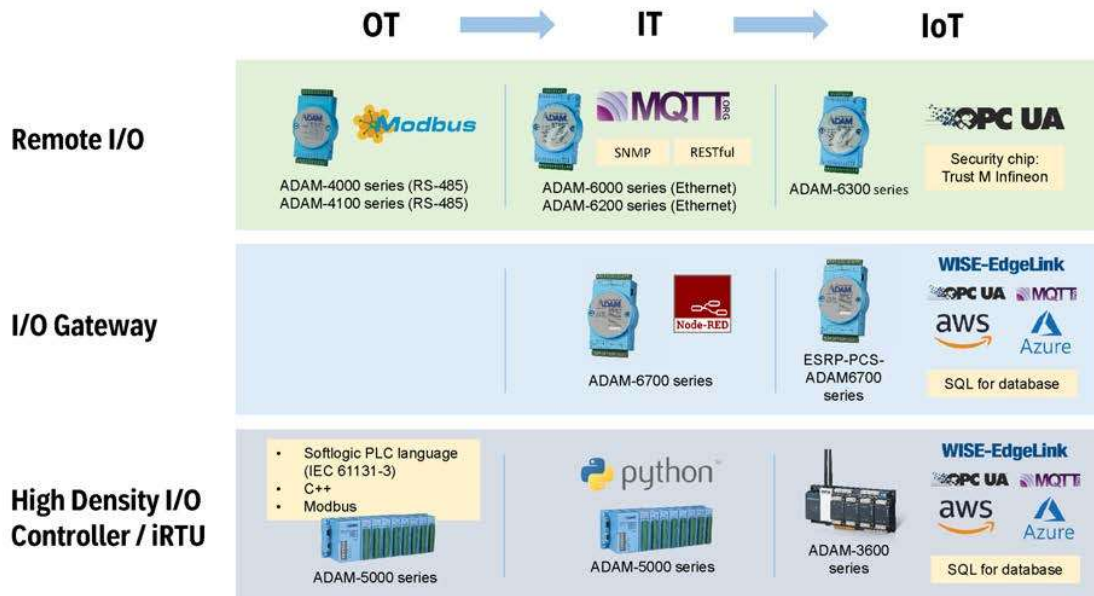 OT
IT
IoT
Remote I/O
Modbus
ADAM-4000 series (RS-485)
ADAM-4100 series (RS-485)
MQTT.ORG
SNMP
RESTful
ADAM-6000 series (Ethernet)
ADAM-6200 series (Ethernet)
ADAM-6300 series
OPC UA
Security chip:
Trust M Infineon
I/O Gateway
Node-RED
ADAM-6700 series
ESRP-PCS-
ADAM6700
series
WISE-EdgeLink
OPC UA
MQTT
aws
Azure
SQL for database
High Density I/O
Controller / iRTU
• Softlogic PLC language
(IEC 61131-3)
• C++
• Modbus
ADAM-5000 series
python
ADAM-5000 series
ADAM-3600
series
WISE-EdgeLink
OPC UA
MQTT
aws
Azure
SQL for database